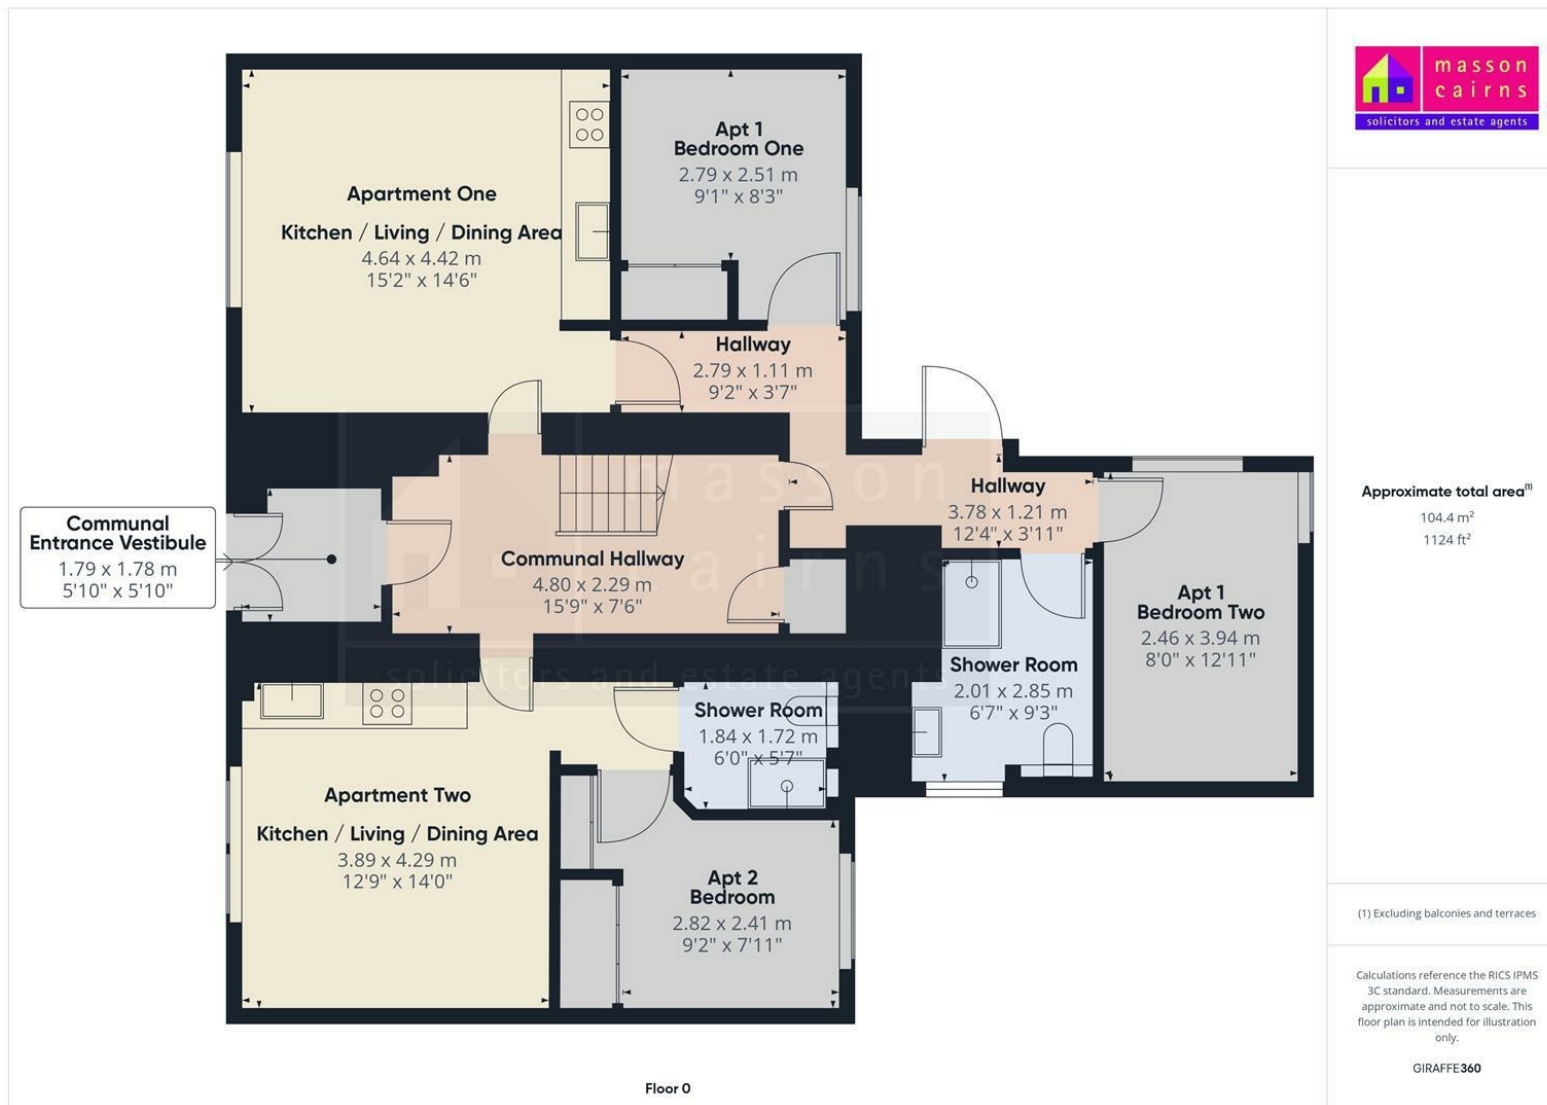 masson
cairns
solicitors and estate agents
Apt 1
Bedroom One
2.79 x 2.51 m
9'1" x 8'3"
Apartment One
Kitchen / Living / Dining Area
4.64 x 4.42 m
15'2" x 14'6"
Hallway
2.79 x 1.11 m
9'2" x 3'7"
masson
cairns
solicitors and estate agents
Hallway
3.78 x 1.21 m
12'4" x 3'11"
Communal
Entrance Vestibule
1.79 x 1.78 m
5'10" x 5'10"
Communal Hallway
4.80 x 2.29 m
15'9" x 7'6"
Apt 1
Bedroom Two
2.46 x 3.94 m
8'0" x 12'11"
Shower Room
2.01 x 2.85 m
6'7" x 9'3"
Shower Room
1.84 x 1.72 m
6'0" x 5'7"
Apartment Two
Kitchen / Living / Dining Area
3.89 x 4.29 m
12'9" x 14'0"
Apt 2
Bedroom
2.82 x 2.41 m
9'2" x 7'11"
Floor 0
Approximate total area(1)
104.4 m²
1124 ft²
(1) Excluding balconies and terraces
Calculations reference the RICS IPMS
3C standard. Measurements are
approximate and not to scale. This
floor plan is intended for illustration
only.
GIRAFFE360